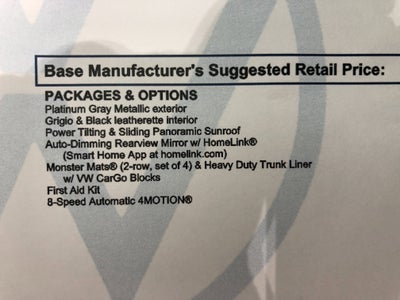 Base Manufacturer's Suggested Retail Price:
PACKAGES & OPTIONS
Platinum Gray Metallic exterior
Grigio & Black leatherette interior
Power Tilting & Sliding Panoramic Sunroof
Auto-Dimming Rearview Mirror w/ HomeLink®
(Smart Home App at homelink.com)
Monster Mats® (2-row, set of 4) & Heavy Duty Trunk Liner
w/ VW CarGo Blocks
First Aid Kit
8-Speed Automatic 4MOTION®